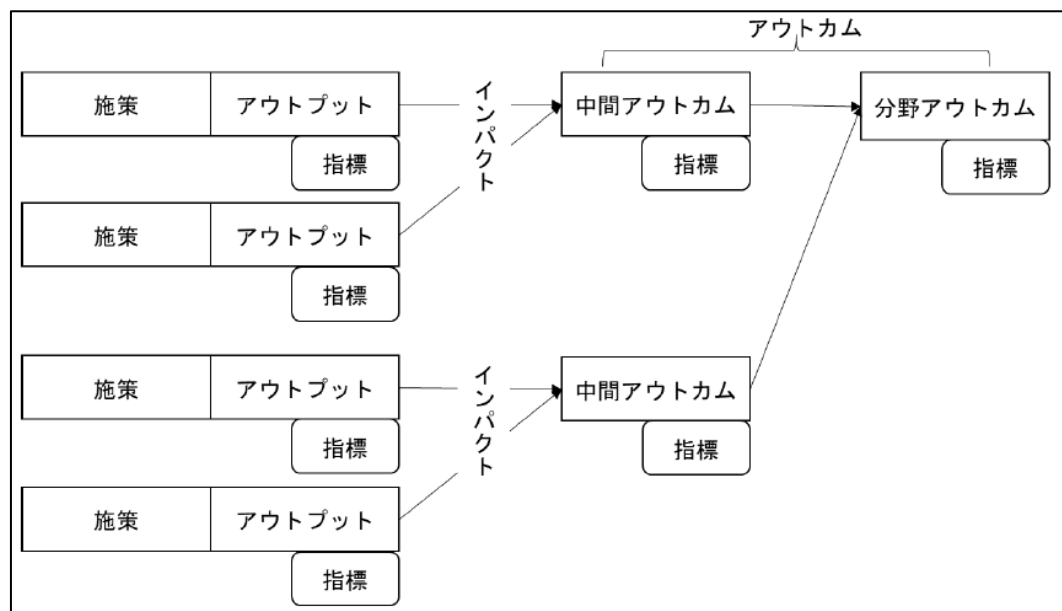 アウトカム
施策 アウトプット
指標
施策 アウトプット
指標
インパクト
中間アウトカム
指標
分野アウトカム
指標
施策 アウトプット
指標
施策 アウトプット
指標
インパクト
中間アウトカム
指標